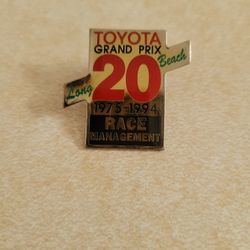 TOYOTA
GRAND PRIX
Long Beach
20
1975-1994
RACE
MANAGEMENT